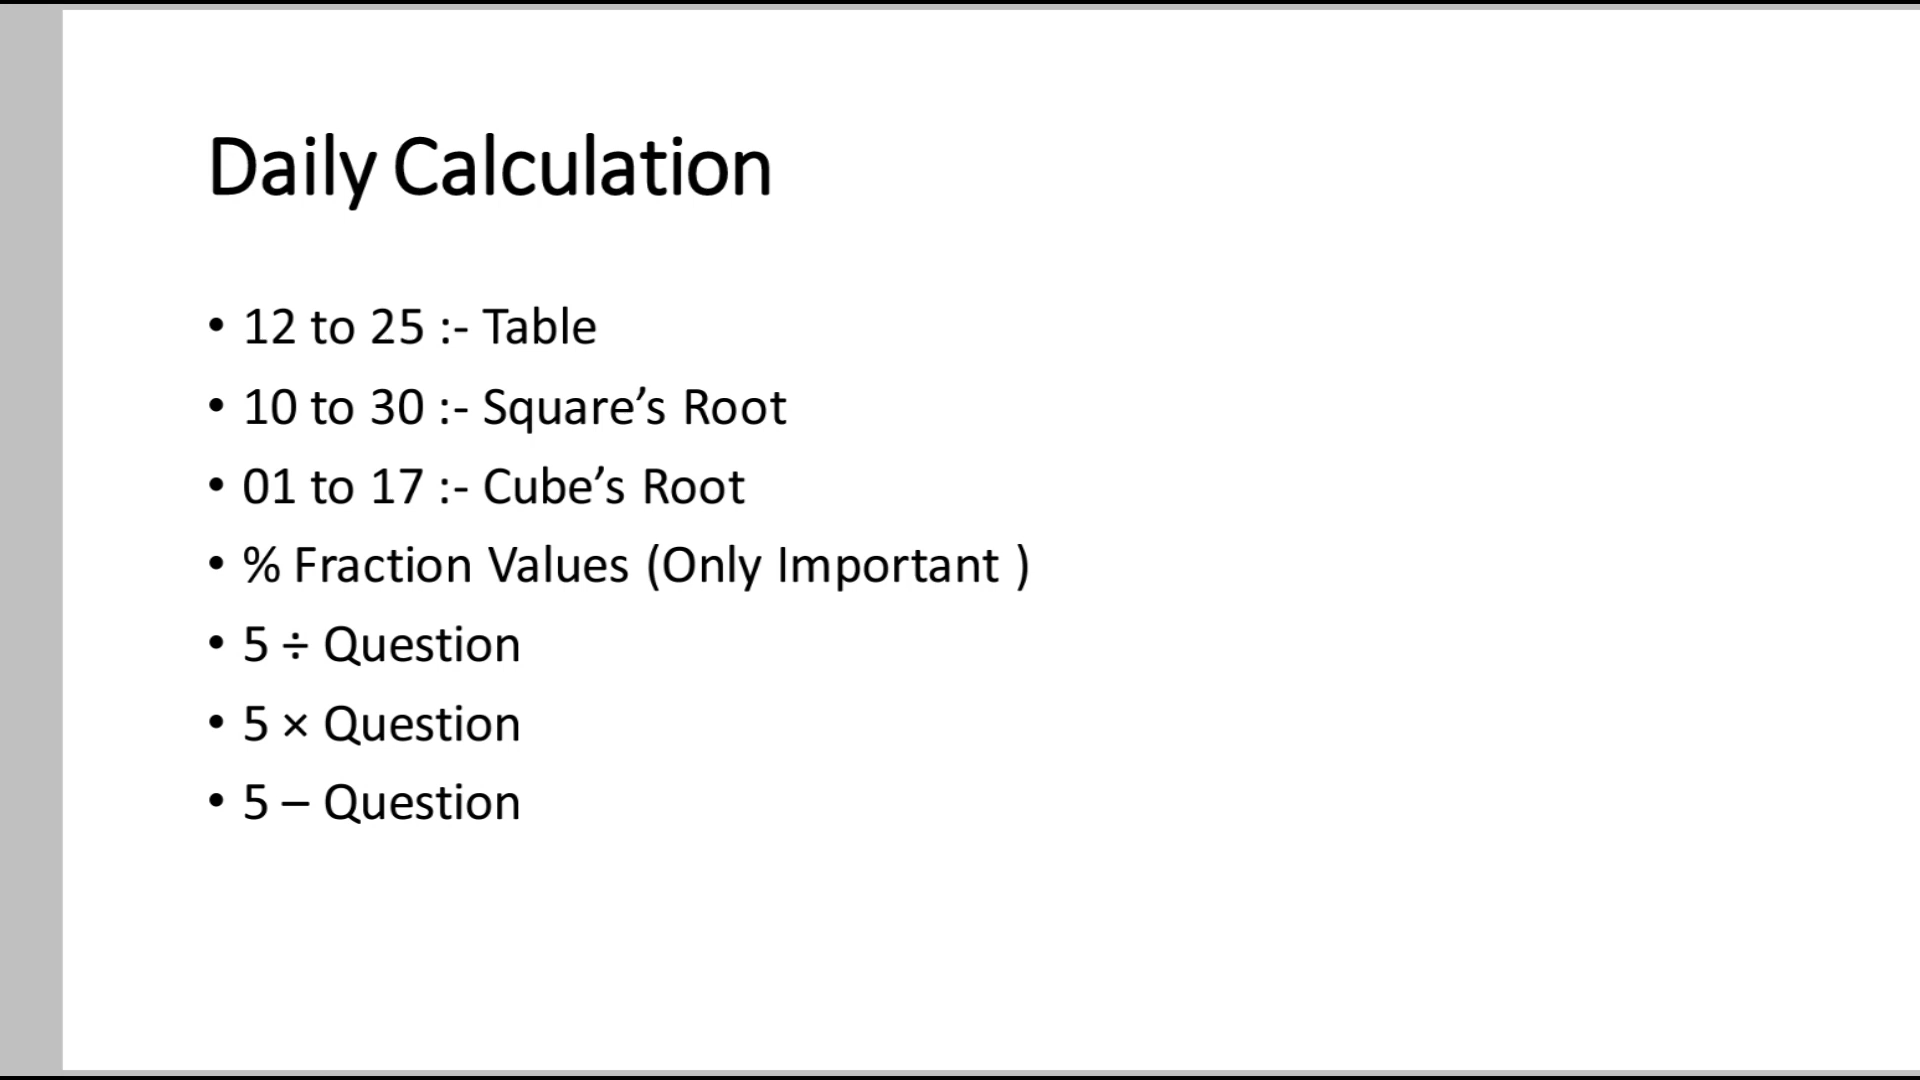 Daily Calculation
• 12 to 25 :- Table
• 10 to 30 :- Square’s Root
• 01 to 17 :- Cube’s Root
• % Fraction Values (Only Important )
• 5 ÷ Question
• 5 × Question
• 5 – Question